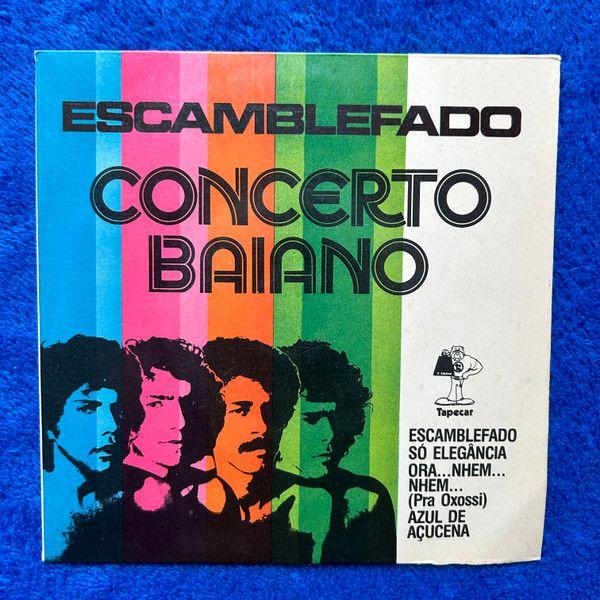 ESCAMBLEFADO
CONCERTO
BAIANO
Tapecar
ESCAMBLEFADO
SÓ ELEGÂNCIA
ORA...NHEM...
NHEM...
(Pra Oxossi)
AZUL DE
AÇUCENA